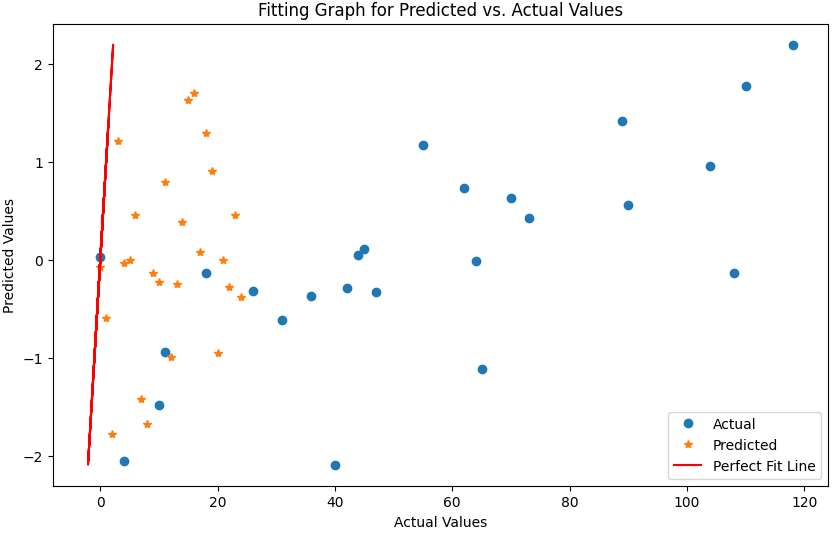 Fitting Graph for Predicted vs. Actual Values
2
1
0
−1
−2
Predicted Values
0
20
40
60
80
100
120
Actual Values
Actual
Predicted
Perfect Fit Line